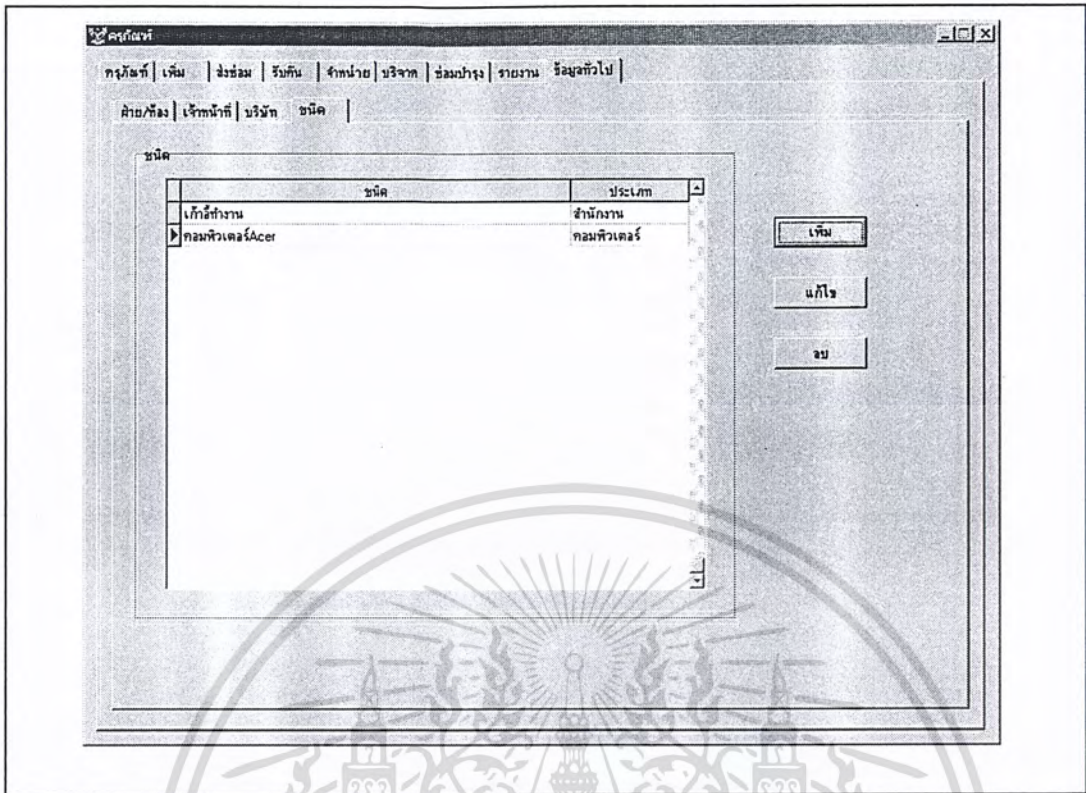 ครุภัณฑ์
ครุภัณฑ์ เพิ่ม ส่งซ่อม รับคืน จำหน่าย บริจาค ซ่อมบำรุง รายงาน ข้อมูลทั่วไป
ฝ่าย/ห้อง เจ้าหน้าที่ บริษัท ชนิด
ชนิด
ชนิด ประเภท
เก้าอี้ทำงาน สำนักงาน
คอมพิวเตอร์Acer คอมพิวเตอร์
เพิ่ม
แก้ไข
ลบ